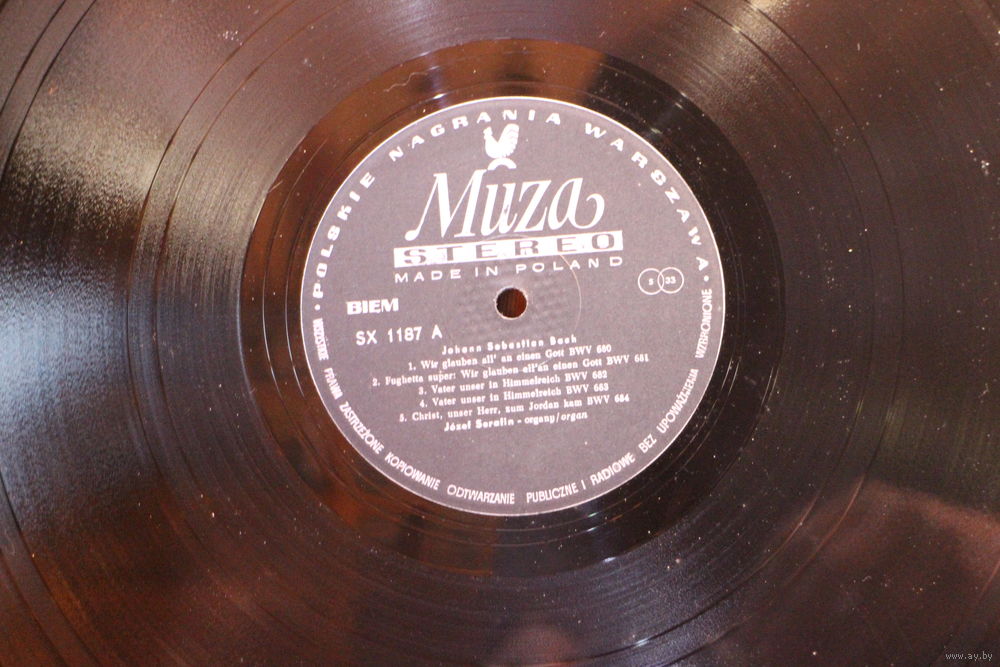 • POLSKIE NAGRANIA WARSZAWA •
Muza
STEREO
MADE IN POLAND
S 33
BIEM
SX 1187 A
Johann Sebastian Bach
1. Wir glauben all' an einen Gott BWV 680
2. Fughetta super: Wir glauben all'an einen Gott BWV 681
3. Vater unser in Himmelreich BWV 682
4. Vater unser in Himmelreich BWV 683
5. Christ, unser Herr, zum Jordan kam BWV 684
Józef Serafin - organy/organ
WSZELKIE PRAWA ZASTRZEŻONE KOPIOWANIE ODTWARZANIE PUBLICZNE I RADIOWE BEZ UPOWAŻNIENIA WZBRONIONE
www.ay.by